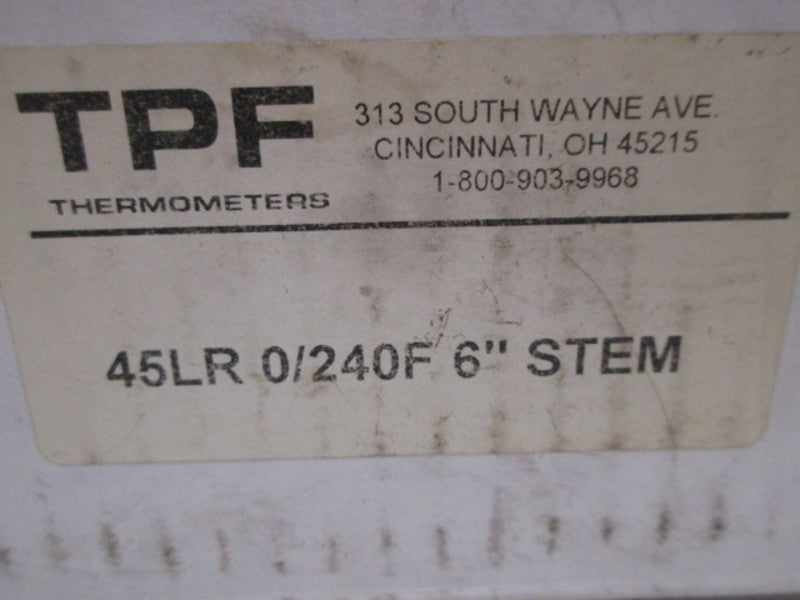 TPF
THERMOMETERS
313 SOUTH WAYNE AVE.
CINCINNATI, OH 45215
1-800-903-9968
45LR 0/240F 6" STEM